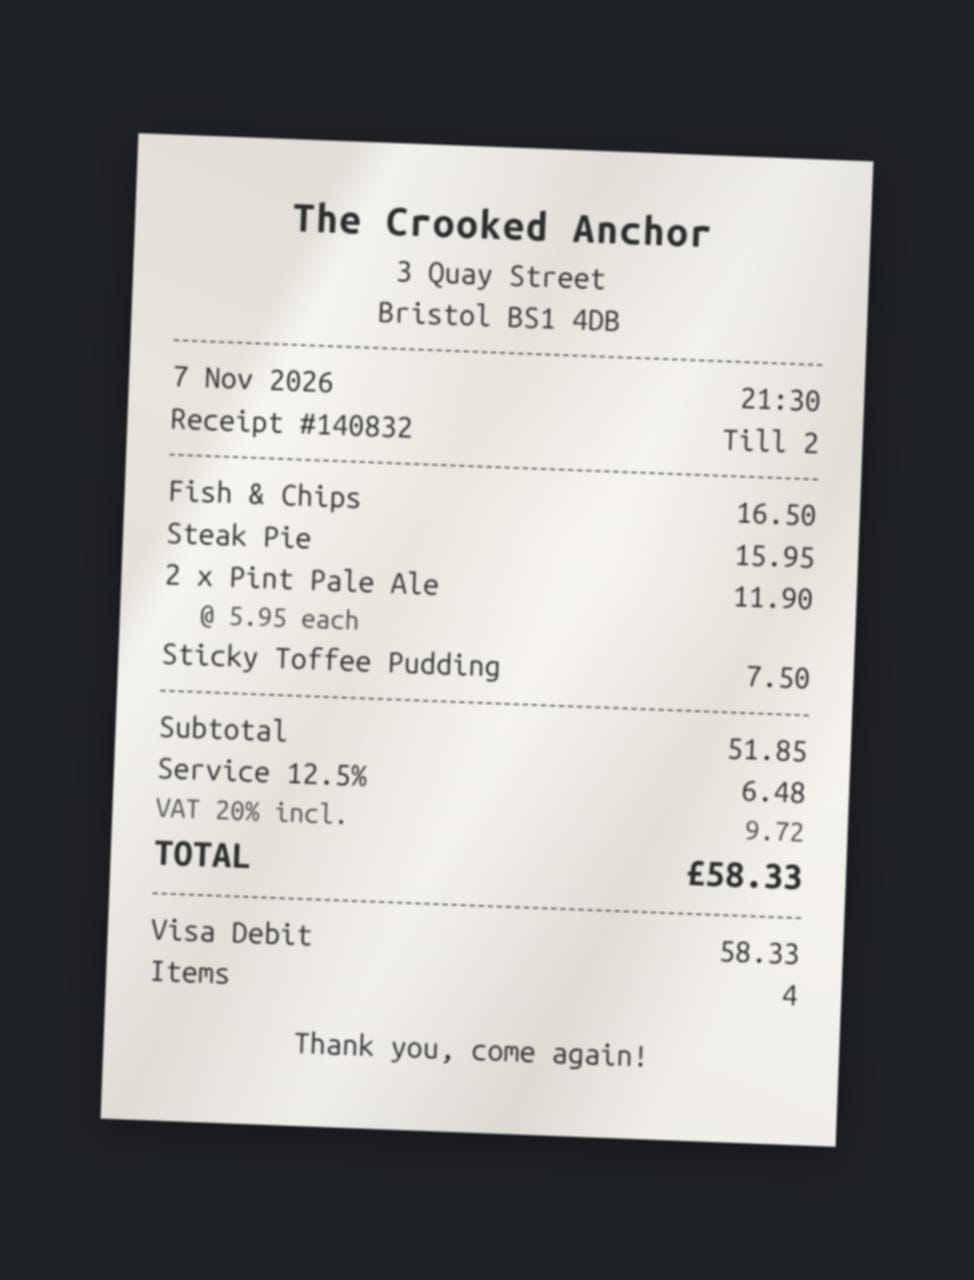 The Crooked Anchor
3 Quay Street
Bristol BS1 4DB
7 Nov 2026 21:30
Receipt #140832 Till 2
Fish & Chips 16.50
Steak Pie 15.95
2 x Pint Pale Ale 11.90
@ 5.95 each
Sticky Toffee Pudding 7.50
Subtotal 51.85
Service 12.5% 6.48
VAT 20% incl. 9.72
TOTAL £58.33
Visa Debit 58.33
Items 4
Thank you, come again!